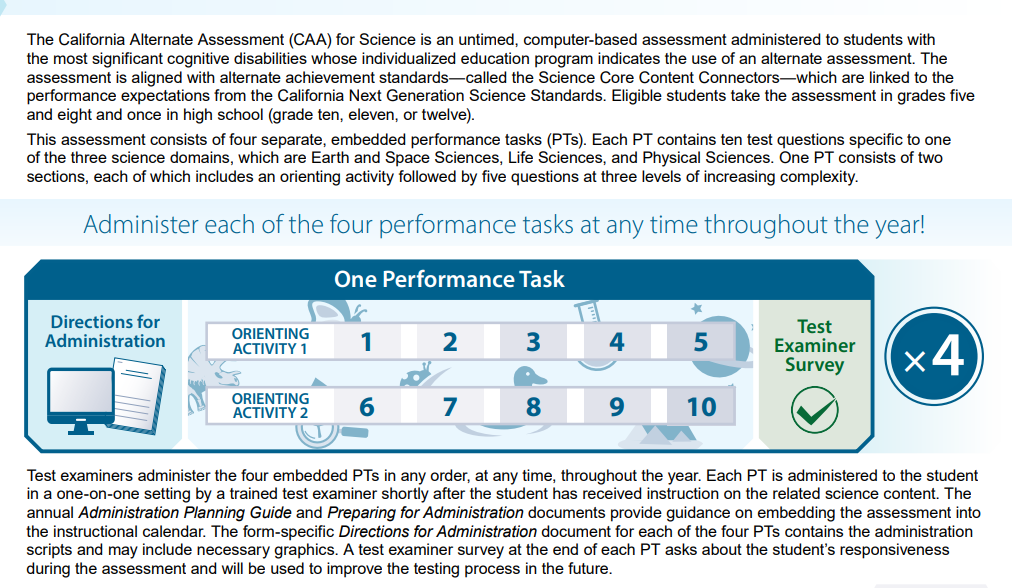 The California Alternate Assessment (CAA) for Science is an untimed, computer-based assessment administered to students with
the most significant cognitive disabilities whose individualized education program indicates the use of an alternate assessment. The
assessment is aligned with alternate achievement standards—called the Science Core Content Connectors—which are linked to the
performance expectations from the California Next Generation Science Standards. Eligible students take the assessment in grades five
and eight and once in high school (grade ten, eleven, or twelve).
This assessment consists of four separate, embedded performance tasks (PTs). Each PT contains ten test questions specific to one
of the three science domains, which are Earth and Space Sciences, Life Sciences, and Physical Sciences. One PT consists of two
sections, each of which includes an orienting activity followed by five questions at three levels of increasing complexity.
Administer each of the four performance tasks at any time throughout the year!
One Performance Task
Directions for
Administration
ORIENTING
ACTIVITY 1
1 2 3 4 5
ORIENTING
ACTIVITY 2
6 7 8 9 10
Test
Examiner
Survey
×4
Test examiners administer the four embedded PTs in any order, at any time, throughout the year. Each PT is administered to the student
in a one-on-one setting by a trained test examiner shortly after the student has received instruction on the related science content. The
annual Administration Planning Guide and Preparing for Administration documents provide guidance on embedding the assessment into
the instructional calendar. The form-specific Directions for Administration document for each of the four PTs contains the administration
scripts and may include necessary graphics. A test examiner survey at the end of each PT asks about the student's responsiveness
during the assessment and will be used to improve the testing process in the future.